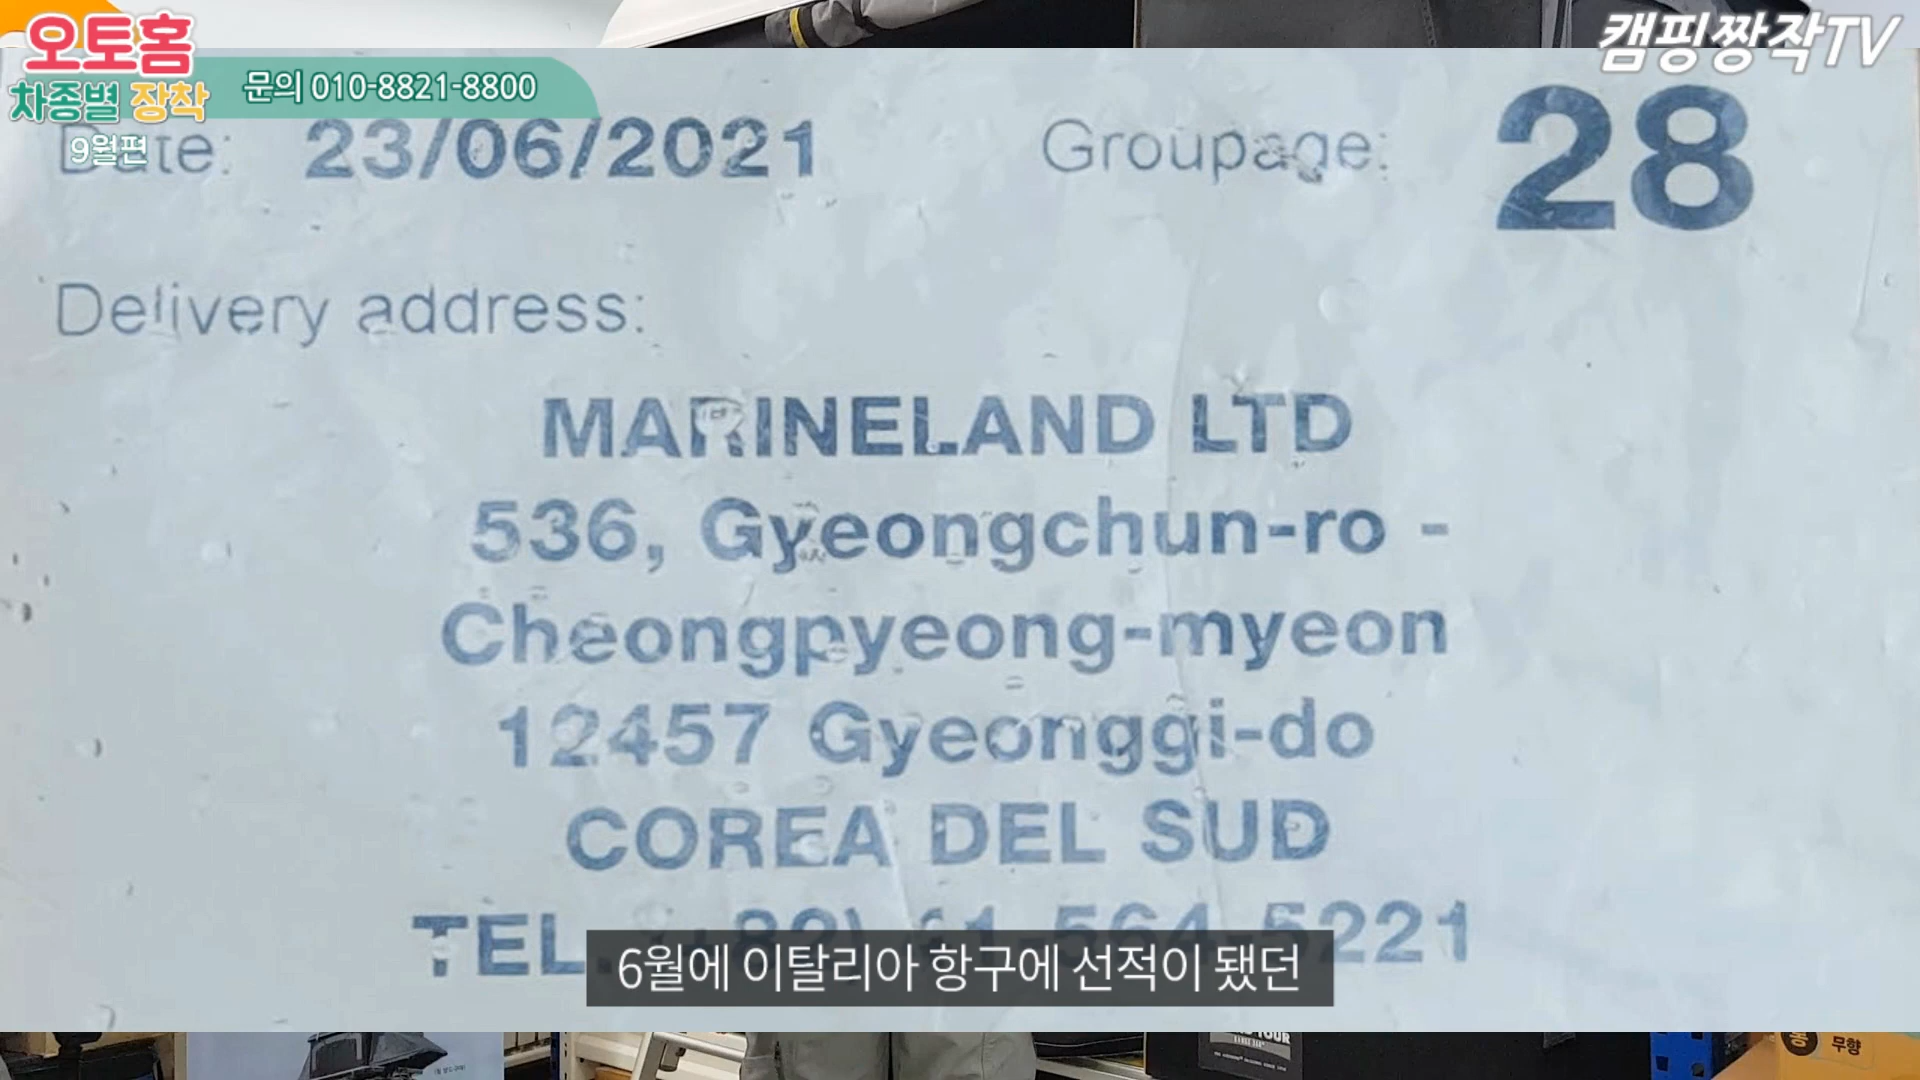 오토홈
차종별 장착
9월편
문의 010-8821-8800
캠핑짱작TV
Date: 23/06/2021 Groupage: 28
Delivery address:
MARINELAND LTD
536, Gyeongchun-ro -
Cheongpyeong-myeon
12457 Gyeonggi-do
COREA DEL SUD
TEL.
6월에 이탈리아 항구에 선적이 됐던
무향